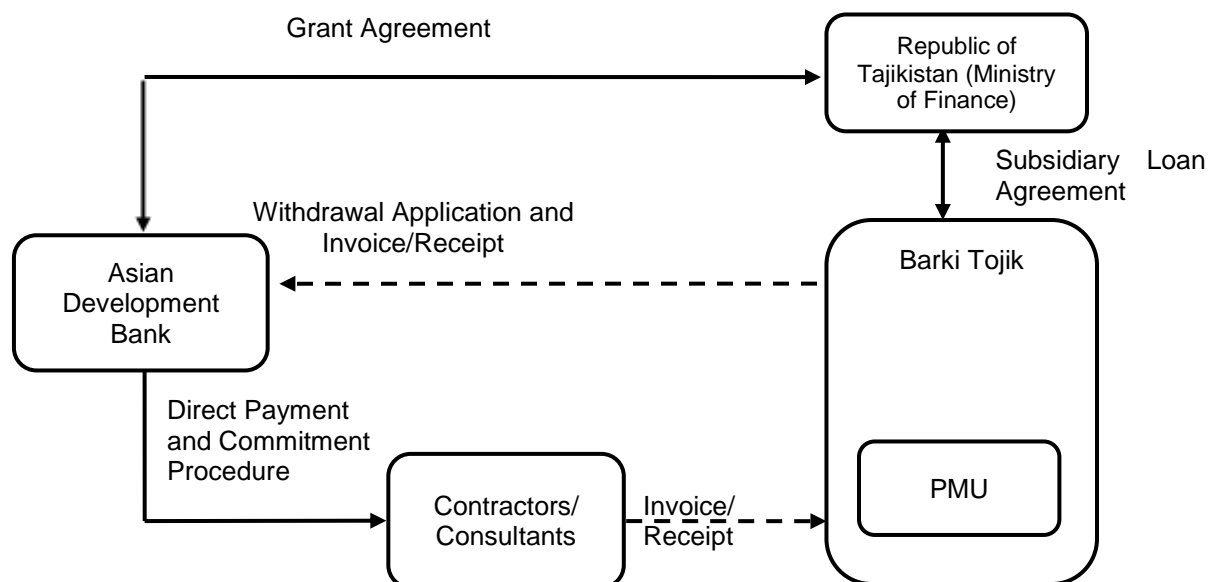 Grant Agreement
Republic of
Tajikistan (Ministry
of Finance)
Subsidiary Loan
Agreement
Withdrawal Application and
Invoice/Receipt
Asian
Development
Bank
Barki Tojik
Direct Payment
and Commitment
Procedure
Contractors/
Consultants
Invoice/
Receipt
PMU